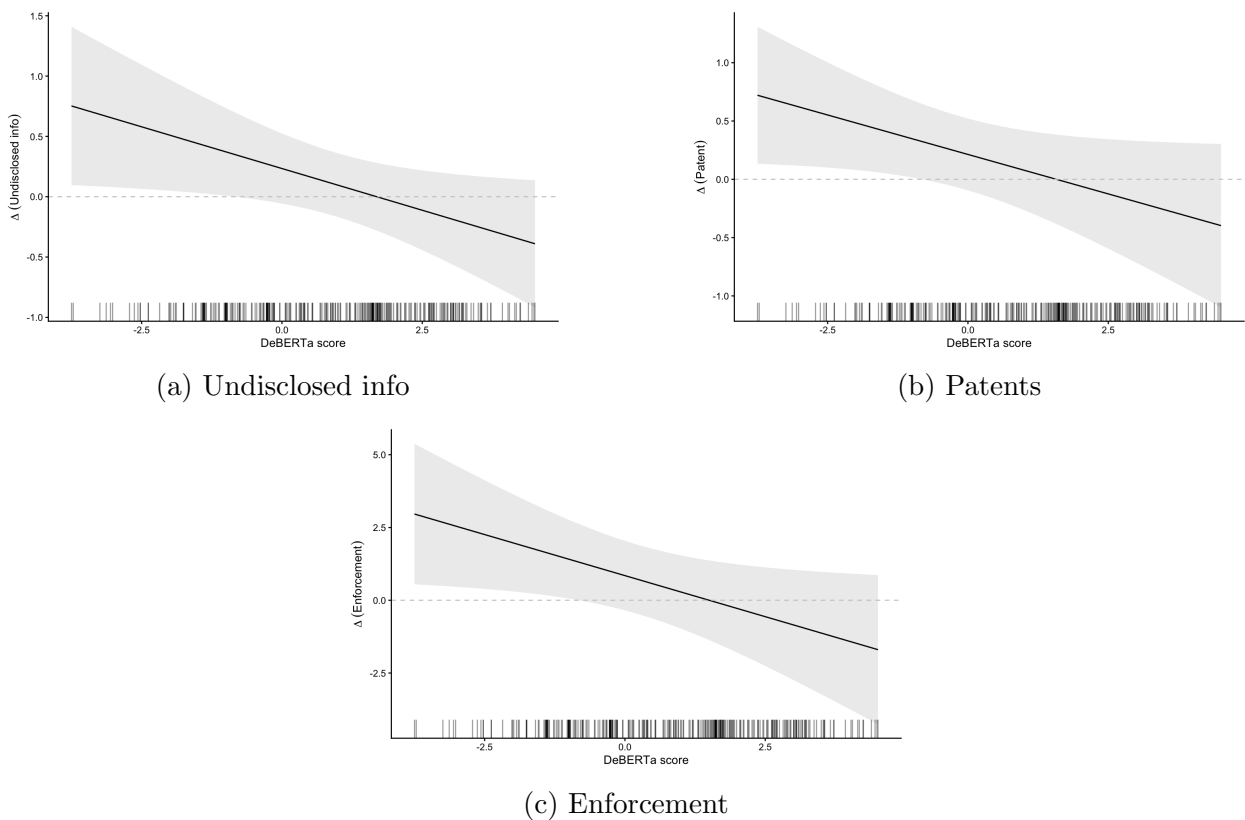 1.5
1.0
0.5
0.0
-0.5
-1.0
Δ (Undisclosed info)
-2.5 0.0 2.5
DeBERTa score
(a) Undisclosed info
1.0
0.5
0.0
-0.5
-1.0
Δ (Patent)
-2.5 0.0 2.5
DeBERTa score
(b) Patents
5.0
2.5
0.0
-2.5
Δ (Enforcement)
-2.5 0.0 2.5
DeBERTa score
(c) Enforcement